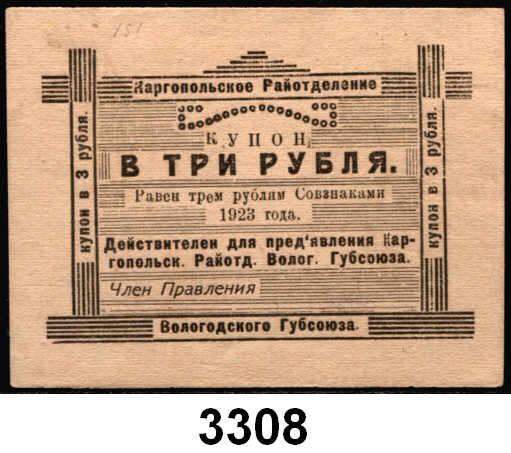 151
Каргопольское Райотделение
КУПОН
В ТРИ РУБЛЯ.
Равен трем рублям Совзнаками
1923 года.
Действителен для пред'явления Кар-
гопольск. Райотд. Волог. Губсоюза.
Член Правления
Вологодского Губсоюза.
купон в 3 рубля.
купон в 3 рубля.
3308